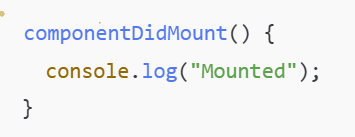 componentDidMount() {
  console.log("Mounted");
}